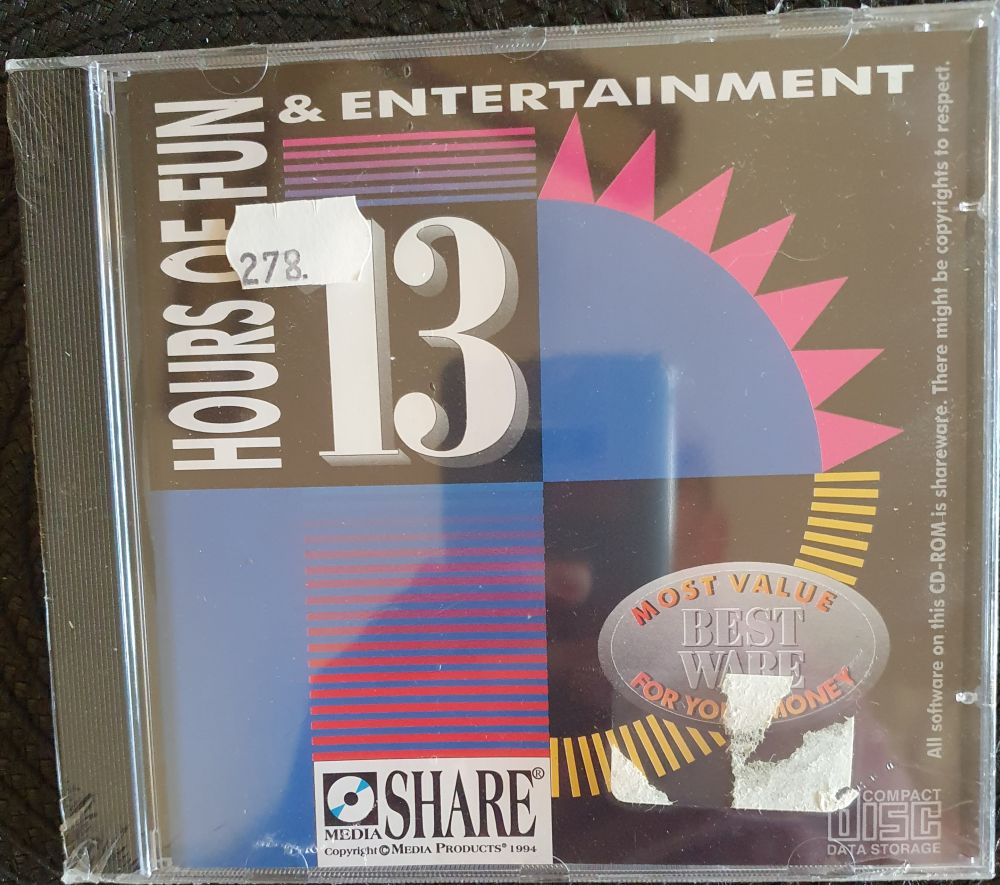 & ENTERTAINMENT
HOURS OF FUN
278.
13
All software on this CD-ROM is shareware. There might be copyrights to respect.
MOST VALUE
BEST
WARE
FOR YOUR MONEY
MEDIA SHARE®
Copyright © MEDIA PRODUCTS® 1994
COMPACT
disc
DATA STORAGE